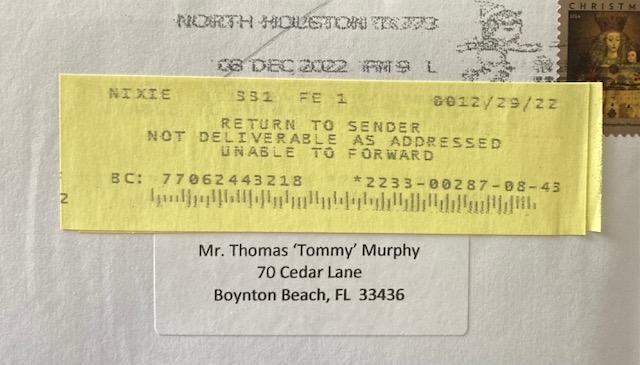 NORTH HOUSTON TX 773
08 DEC 2022 PM 9 L
CHRISTM
NIXIE 331 FE 1 0012/29/22
RETURN TO SENDER
NOT DELIVERABLE AS ADDRESSED
UNABLE TO FORWARD
BC: 77062443218 *2233-00287-08-43
2
Mr. Thomas ‘Tommy’ Murphy
70 Cedar Lane
Boynton Beach, FL 33436